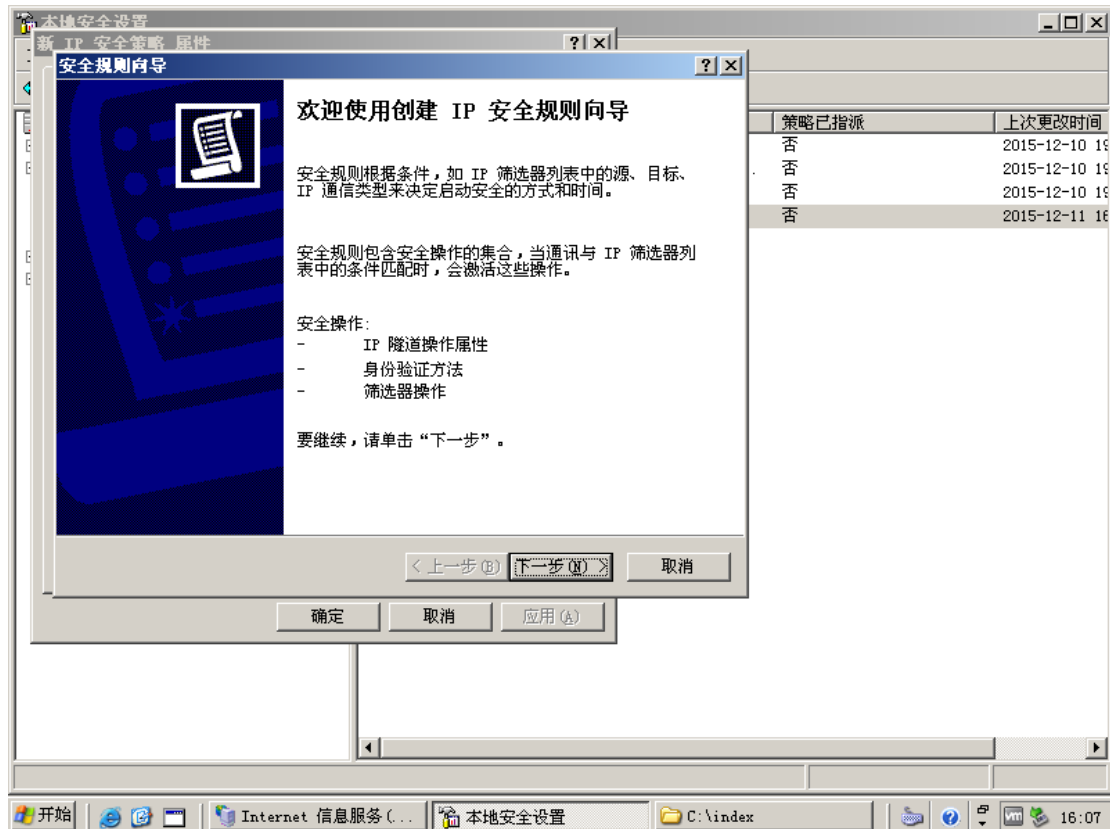 本地安全设置
新 IP 安全策略 属性
安全规则向导
欢迎使用创建 IP 安全规则向导
安全规则根据条件，如 IP 筛选器列表中的源、目标、
IP 通信类型来决定启动安全的方式和时间。
安全规则包含安全操作的集合，当通讯与 IP 筛选器列
表中的条件匹配时，会激活这些操作。
安全操作:
- IP 隧道操作属性
- 身份验证方法
- 筛选器操作
要继续，请单击“下一步”。
< 上一步(B) 下一步(N) > 取消
确定 取消 应用(A)
策略已指派 上次更改时间
否 2015-12-10 19
. 否 2015-12-10 19
否 2015-12-10 19
否 2015-12-11 16
开始 Internet 信息服务(... 本地安全设置 C:\index 16:07